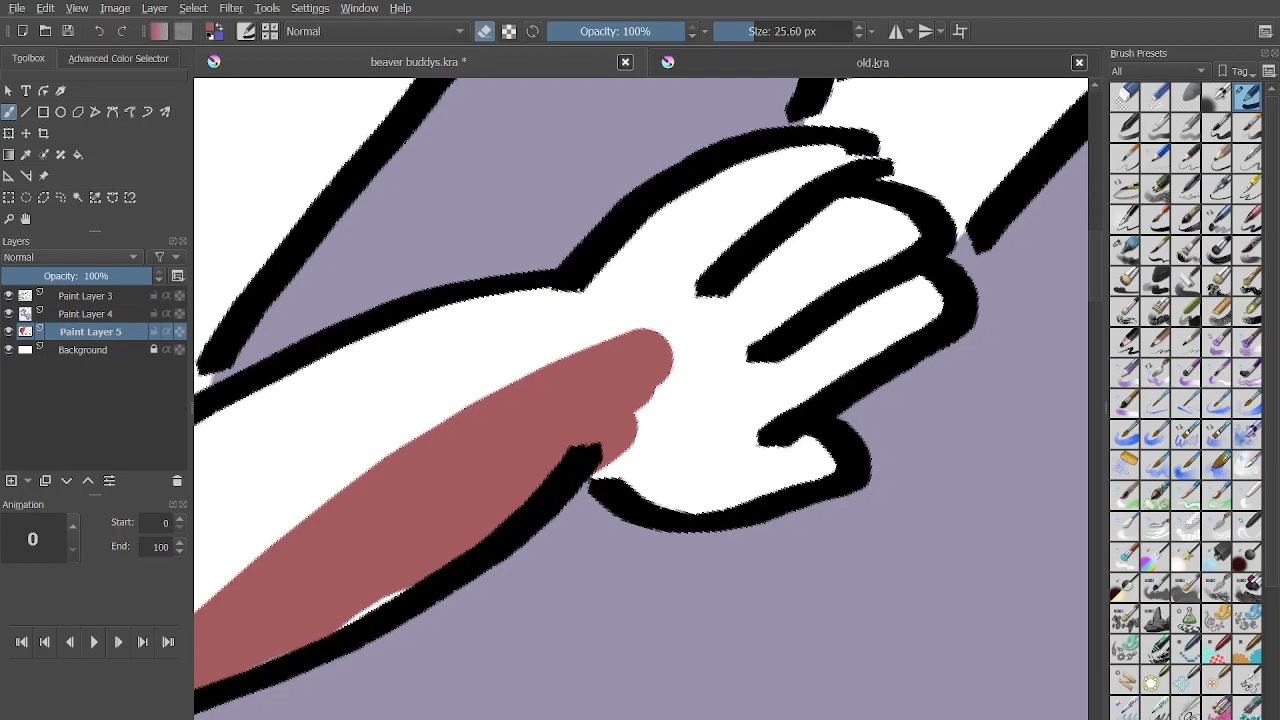 File Edit View Image Layer Select Filter Tools Settings Window Help
Normal Opacity: 100% Size: 25.60 px
Toolbox Advanced Color Selector
beaver buddys.kra *
old.kra
Brush Presets
All Tag
Layers
Normal
Opacity: 100%
Paint Layer 3
Paint Layer 4
Paint Layer 5
Background
Animation
0 Start: 0
End: 100